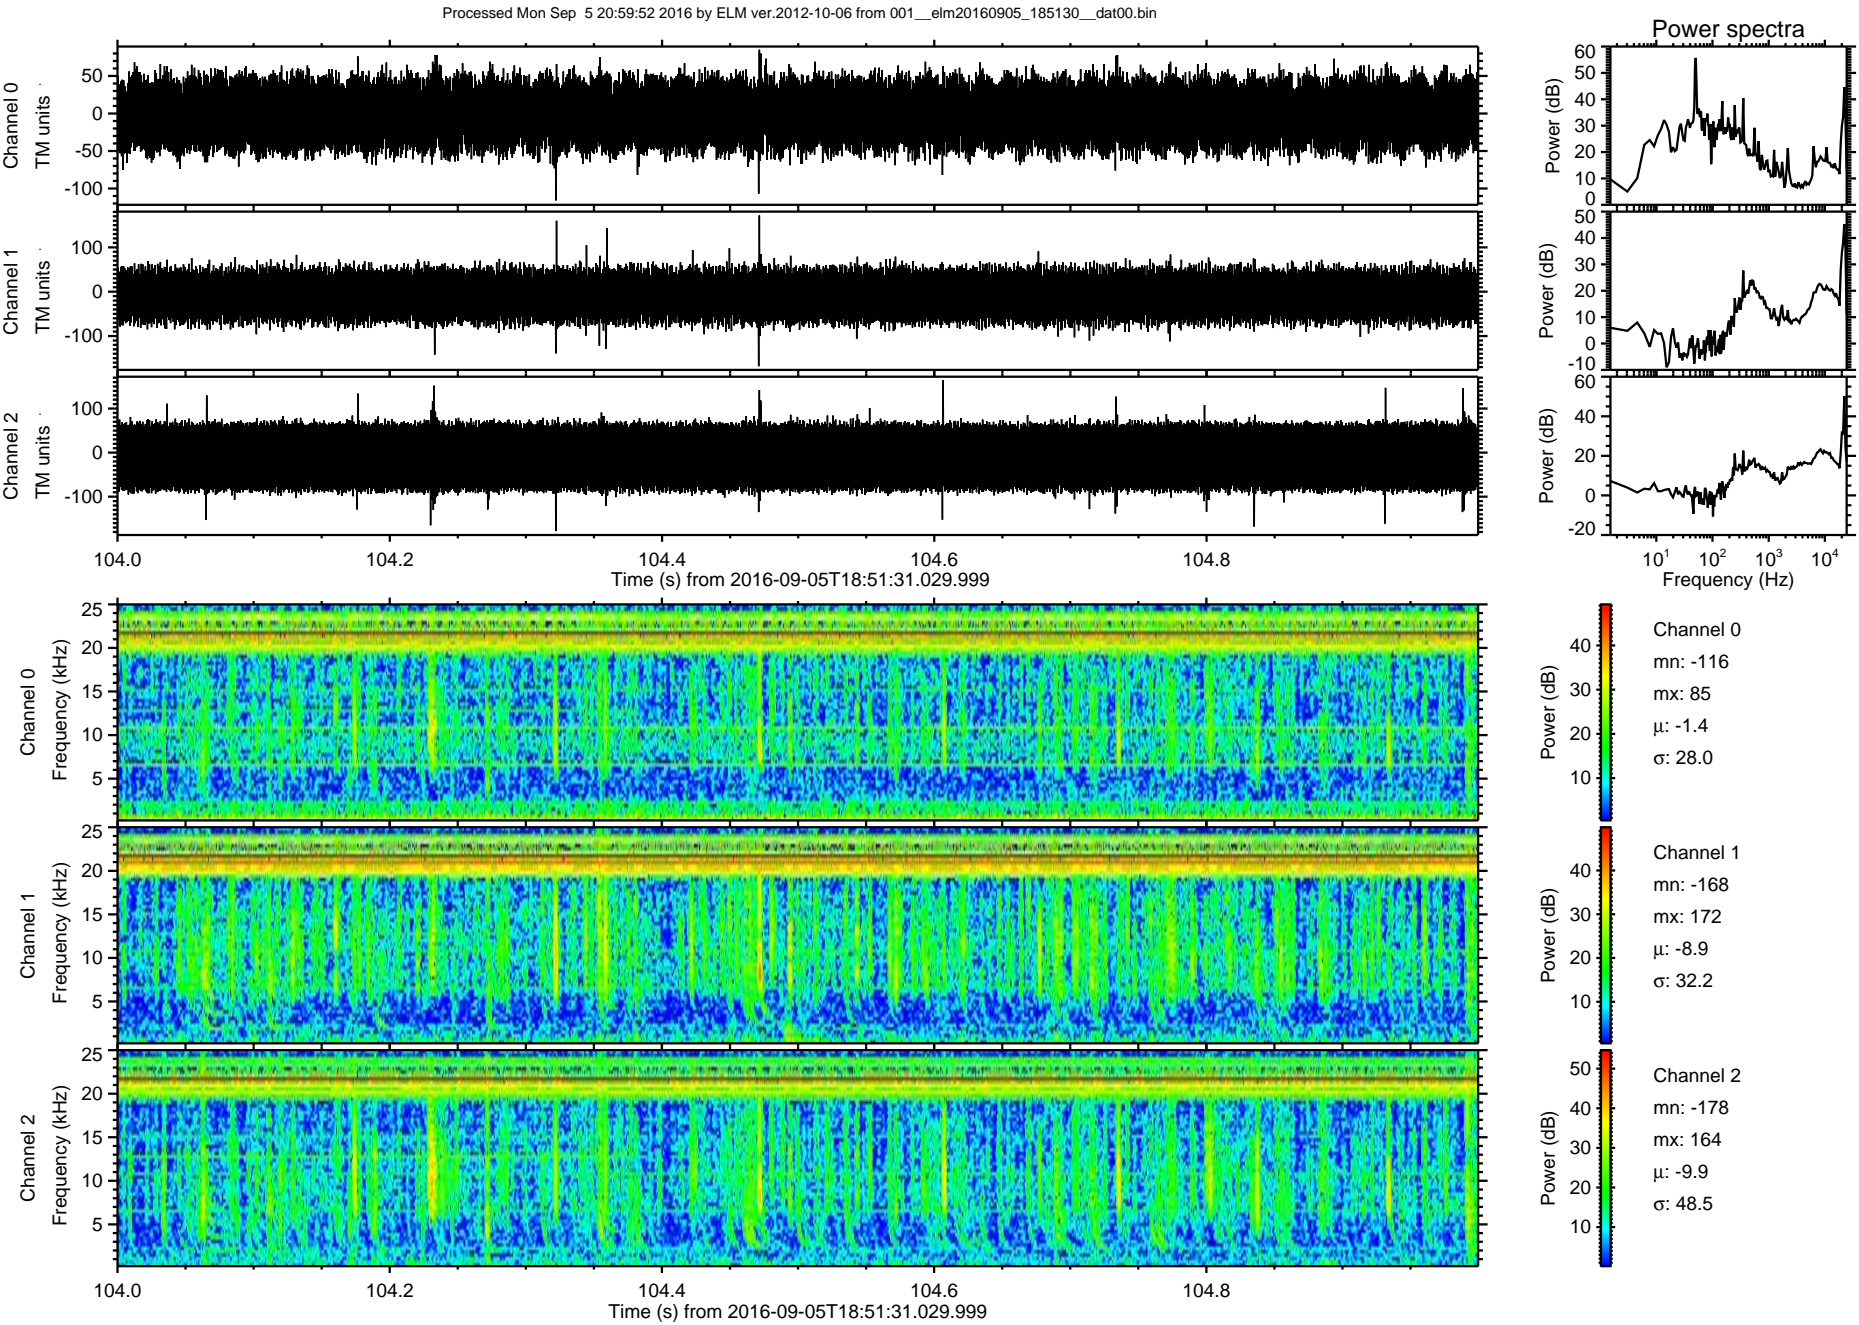 Processed Mon Sep  5 20:59:52 2016 by ELM ver.2012-10-06 from 001__elm20160905_185130__dat00.bin
Power spectra
Channel 0
TM units
50
0
-50
-100
Power (dB)
60
50
40
30
20
10
0
Channel 1
TM units
100
0
-100
Power (dB)
50
40
30
20
10
0
-10
Channel 2
TM units
100
0
-100
Power (dB)
60
40
20
0
-20
104.0 104.2 104.4 104.6 104.8
Time (s) from 2016-09-05T18:51:31.029.999
10¹ 10² 10³ 10⁴
Frequency (Hz)
Channel 0
Frequency (kHz)
25
20
15
10
5
Power (dB)
40
30
20
10
Channel 0
mn: -116
mx: 85
µ: -1.4
σ: 28.0
Channel 1
Frequency (kHz)
25
20
15
10
5
Power (dB)
40
30
20
10
Channel 1
mn: -168
mx: 172
µ: -8.9
σ: 32.2
Channel 2
Frequency (kHz)
25
20
15
10
5
Power (dB)
50
40
30
20
10
Channel 2
mn: -178
mx: 164
µ: -9.9
σ: 48.5
104.0 104.2 104.4 104.6 104.8
Time (s) from 2016-09-05T18:51:31.029.999